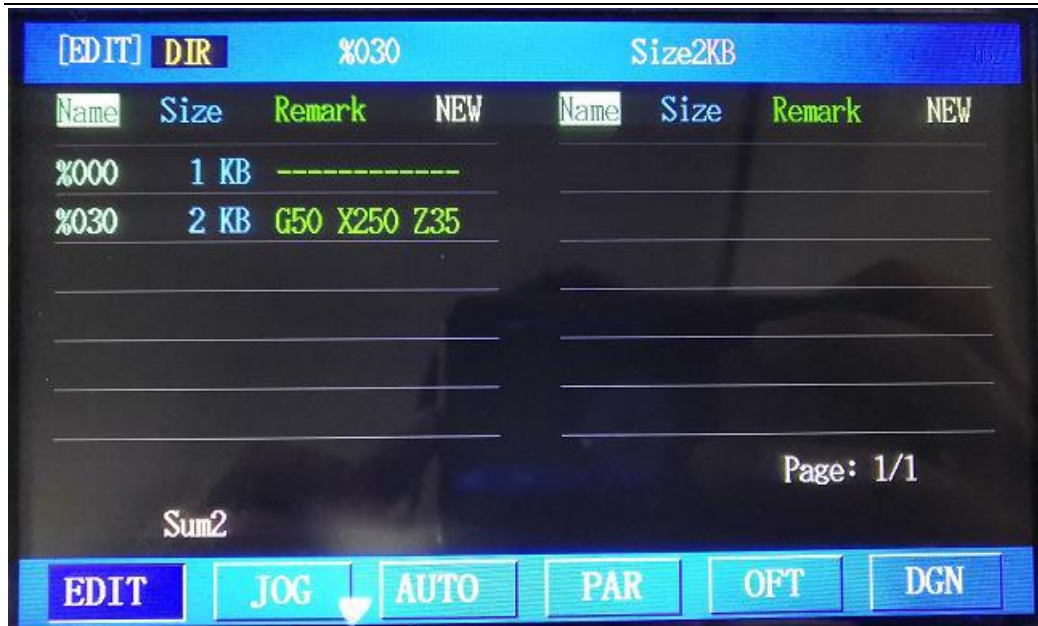 [EDIT] DIR %030 Size2KB
Name Size Remark NEW Name Size Remark NEW
%000 1 KB ------------
%030 2 KB G50 X250 Z35
Page: 1/1
Sum2
EDIT JOG AUTO PAR OFT DGN